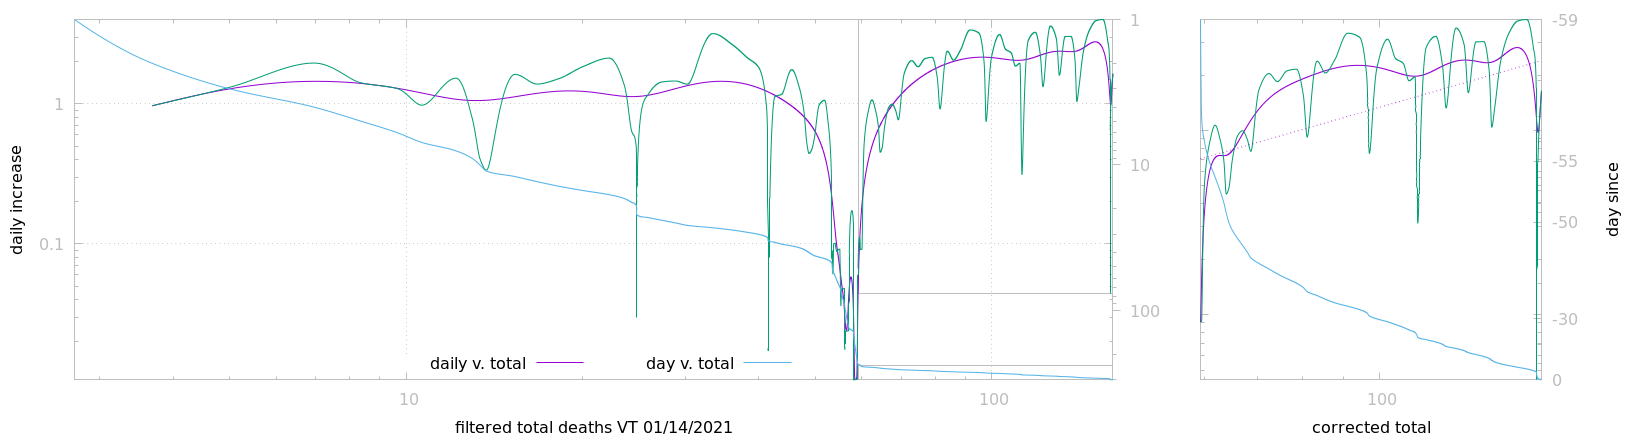 daily increase
1
0.1
daily v. total
day v. total
10
100
filtered total deaths VT 01/14/2021
1
10
100
-59
-55
-50
-30
0
day since
100
corrected total